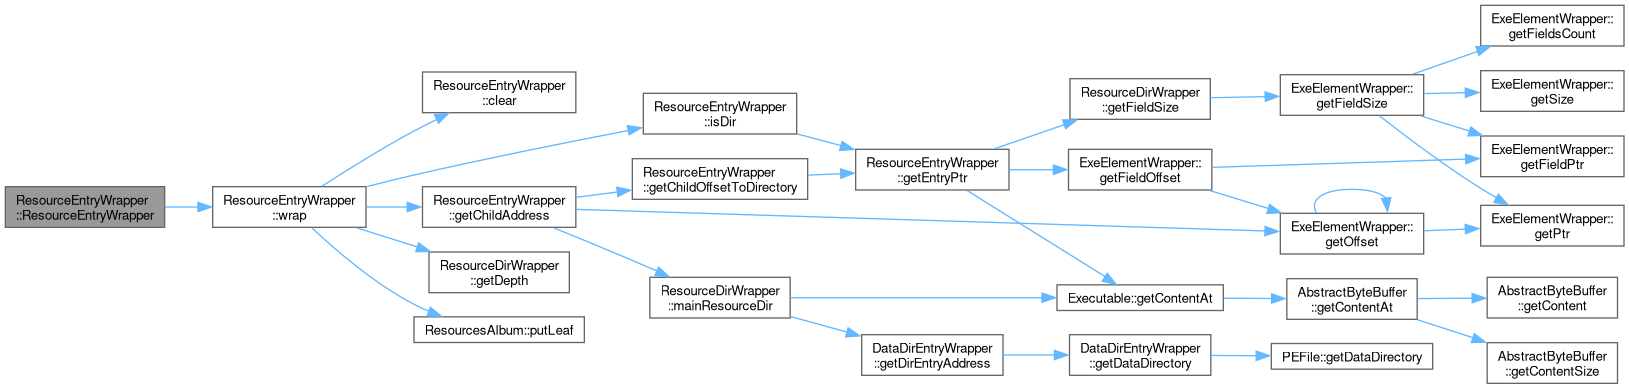 ResourceEntryWrapper
::ResourceEntryWrapper
ResourceEntryWrapper
::wrap
ResourceEntryWrapper
::clear
ResourceEntryWrapper
::isDir
ResourceEntryWrapper
::getChildOffsetToDirectory
ResourceEntryWrapper
::getChildAddress
ResourceDirWrapper
::getDepth
ResourcesAlbum::putLeaf
ResourceDirWrapper
::mainResourceDir
ResourceEntryWrapper
::getEntryPtr
ResourceDirWrapper
::getFieldSize
ExeElementWrapper::
getFieldOffset
Executable::getContentAt
DataDirEntryWrapper
::getDirEntryAddress
DataDirEntryWrapper
::getDataDirectory
ExeElementWrapper::
getFieldSize
ExeElementWrapper::
getOffset
AbstractByteBuffer
::getContentAt
PEFile::getDataDirectory
ExeElementWrapper::
getFieldsCount
ExeElementWrapper::
getSize
ExeElementWrapper::
getFieldPtr
ExeElementWrapper::
getPtr
AbstractByteBuffer
::getContent
AbstractByteBuffer
::getContentSize